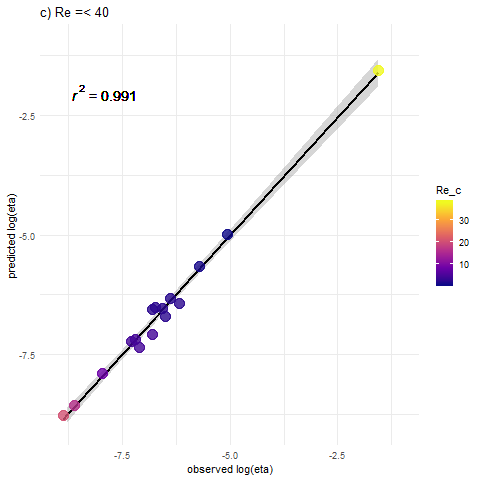 c) Re =< 40
r² = 0.991
predicted log(eta)
-2.5
-5.0
-7.5
-7.5
-5.0
-2.5
observed log(eta)
Re_c
30
20
10